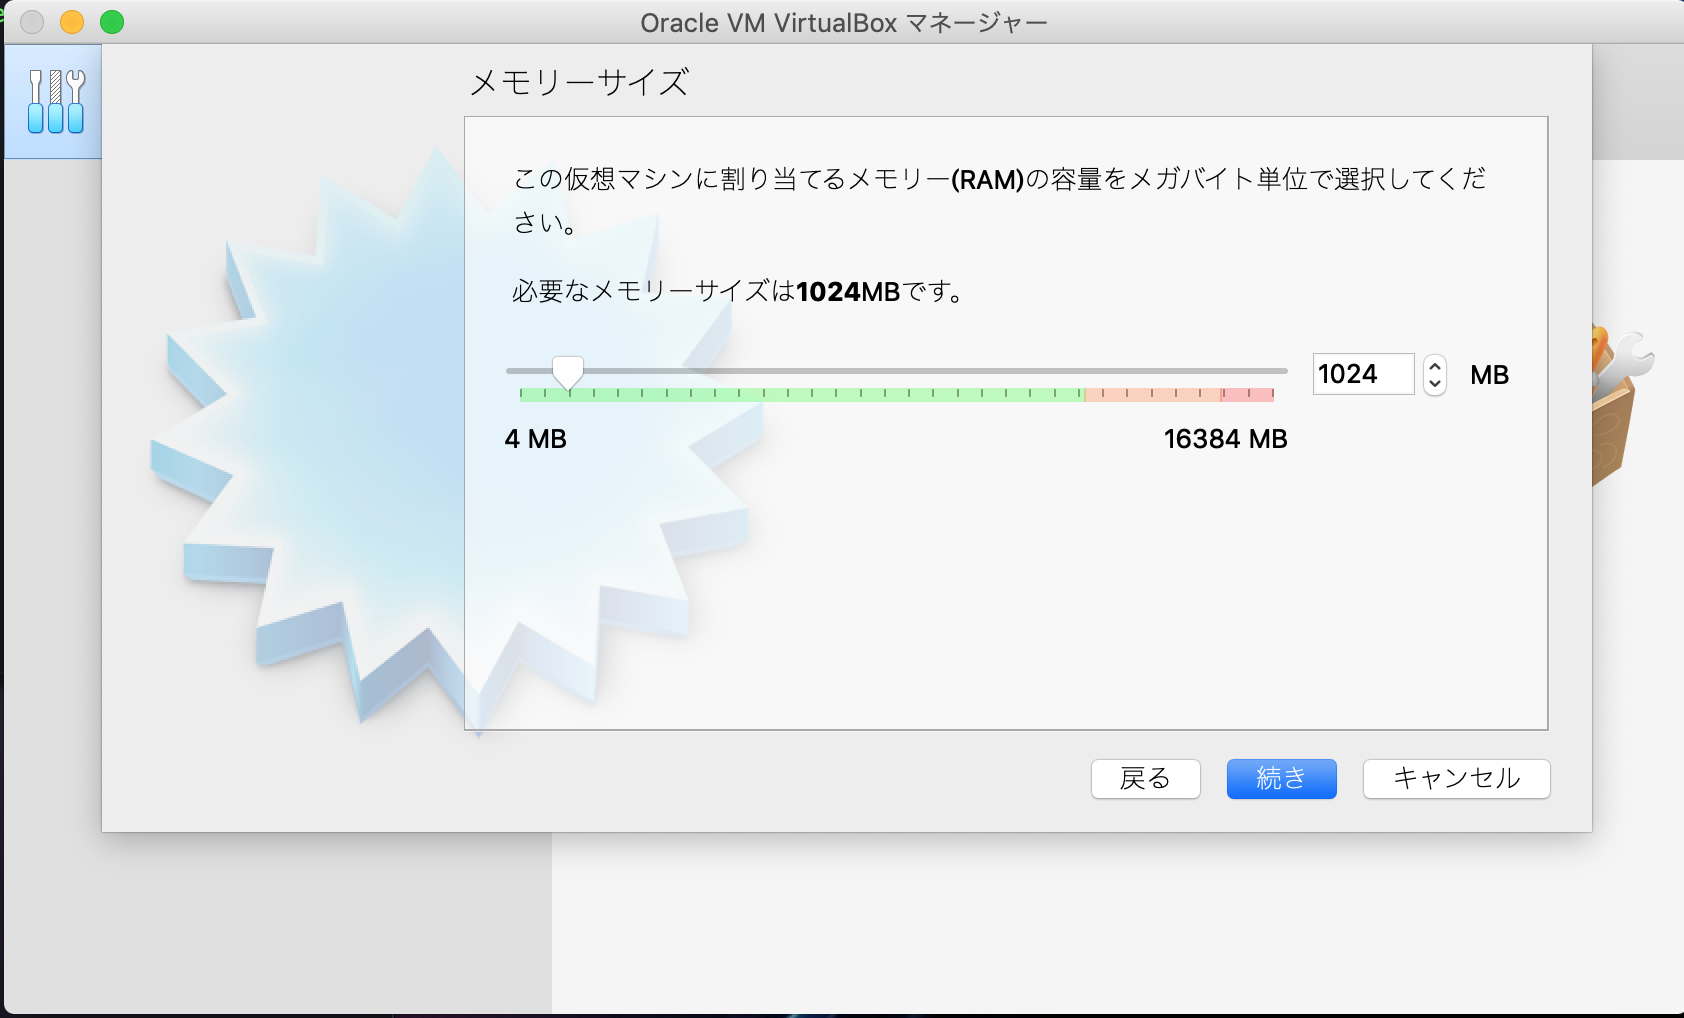 Oracle VM VirtualBox マネージャー
メモリーサイズ
この仮想マシンに割り当てるメモリー(RAM)の容量をメガバイト単位で選択してくだ
さい。
必要なメモリーサイズは1024MBです。
1024 MB
4 MB 16384 MB
戻る 続き キャンセル